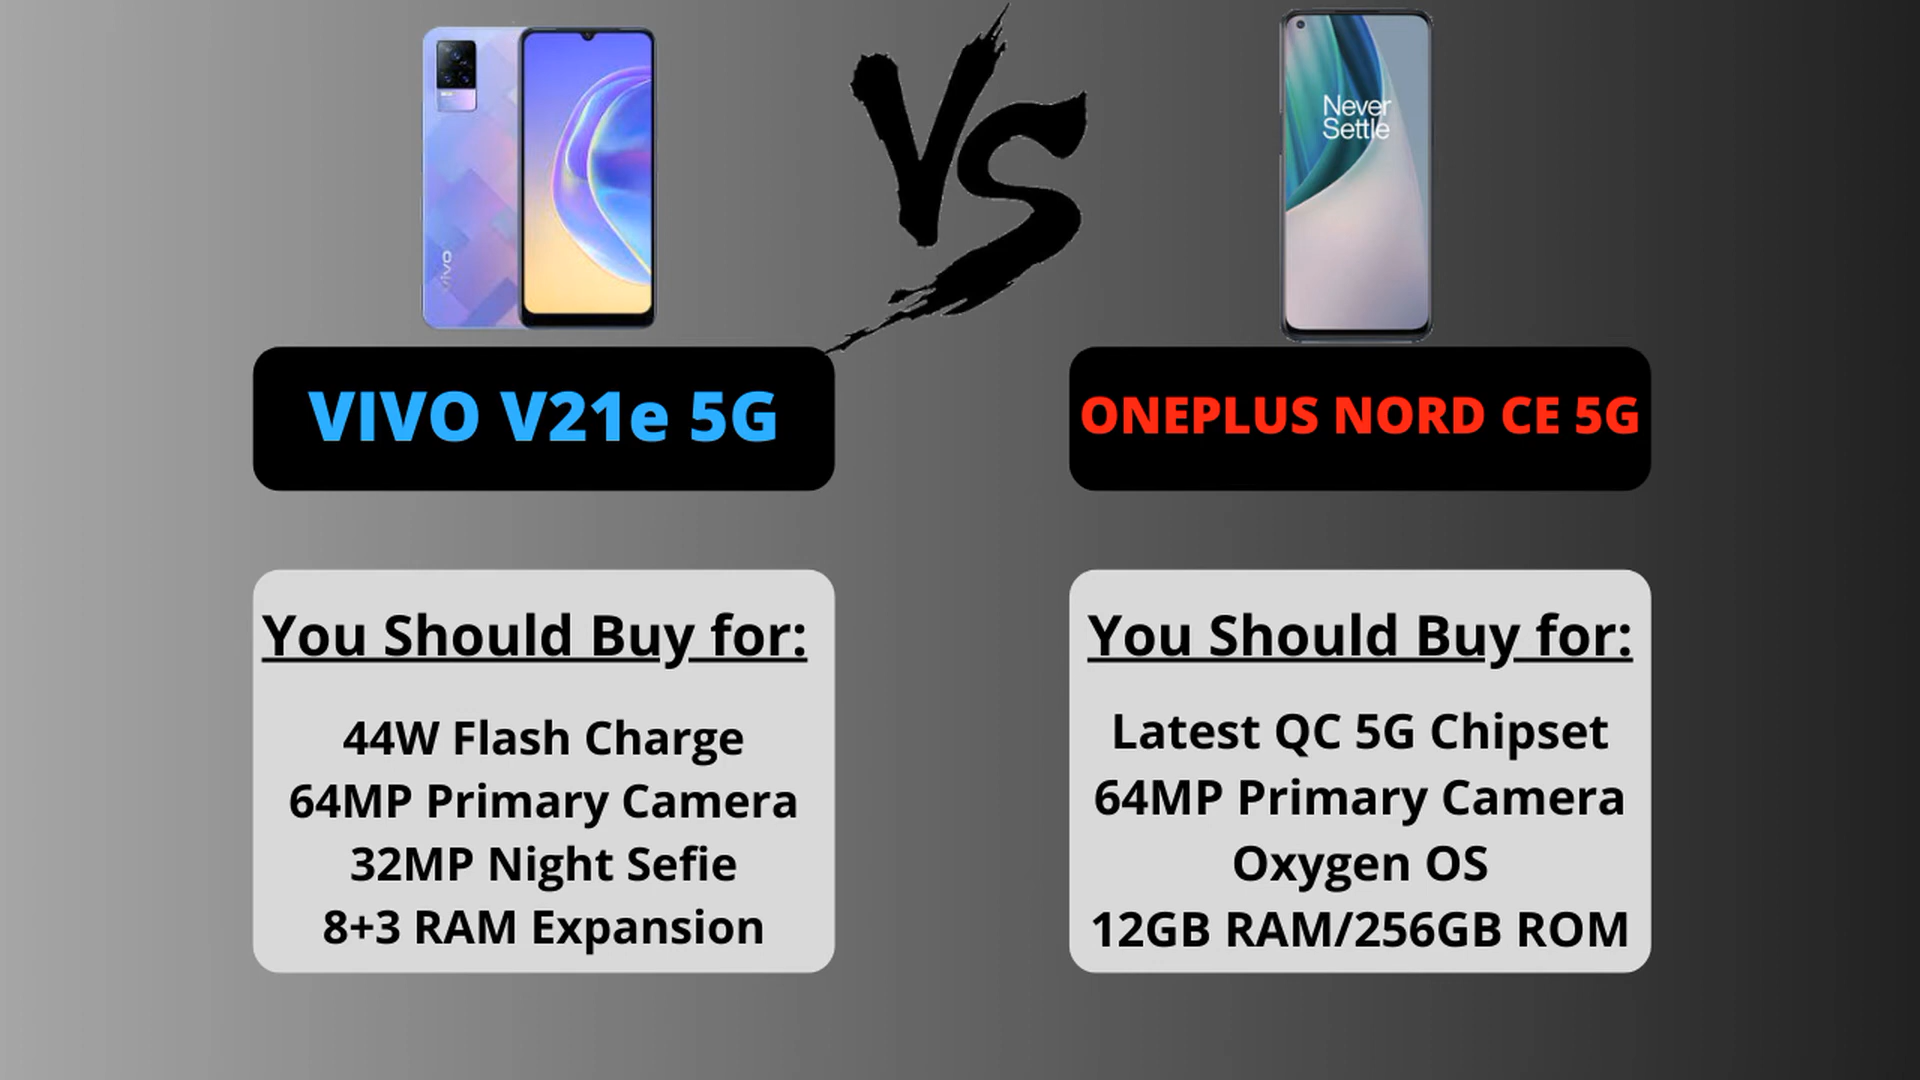 VS
vivo
Never
Settle
VIVO V21e 5G
ONEPLUS NORD CE 5G
You Should Buy for:
44W Flash Charge
64MP Primary Camera
32MP Night Sefie
8+3 RAM Expansion
You Should Buy for:
Latest QC 5G Chipset
64MP Primary Camera
Oxygen OS
12GB RAM/256GB ROM